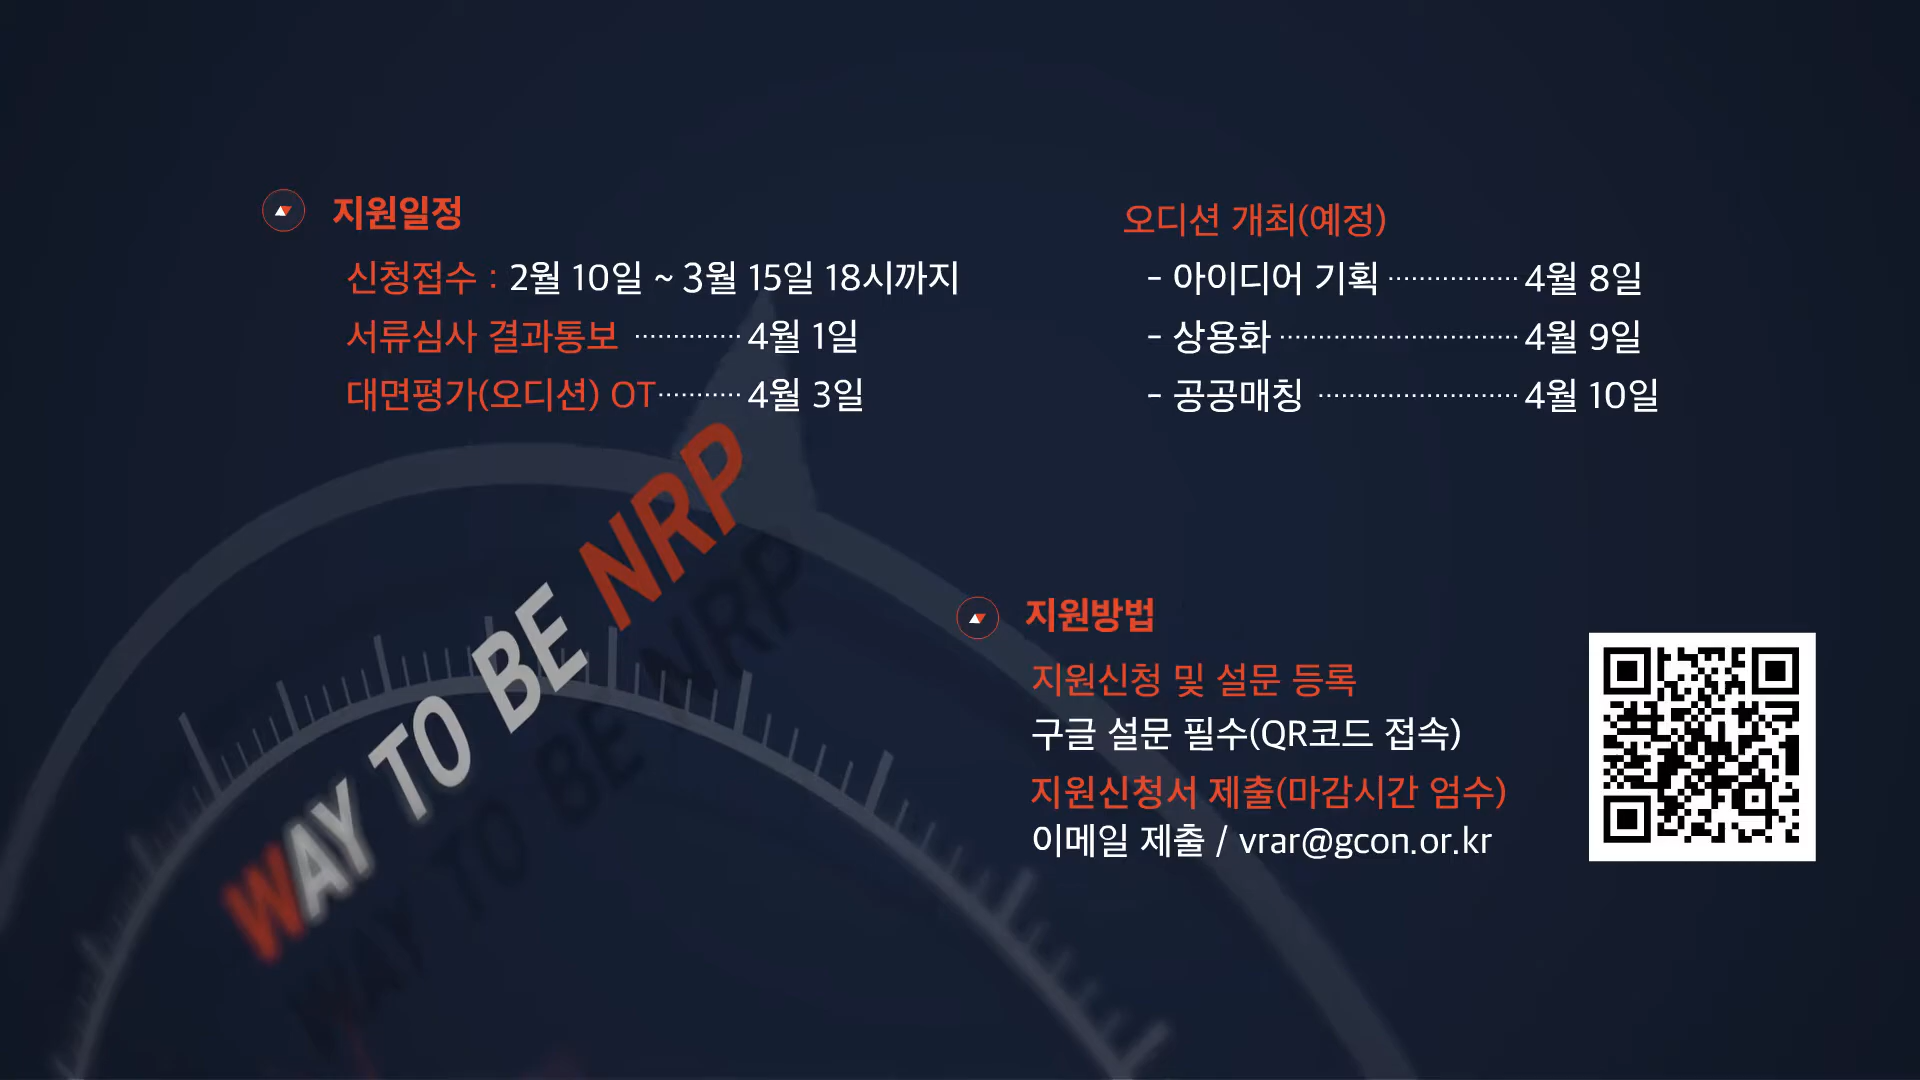 지원일정
신청접수 : 2월 10일 ~ 3월 15일 18시까지
서류심사 결과통보 ············· 4월 1일
대면평가(오디션) OT ··········· 4월 3일
오디션 개최(예정)
- 아이디어 기획 ················· 4월 8일
- 상용화 ······························ 4월 9일
- 공공매칭 ························· 4월 10일
WAY TO BE NRP
지원방법
지원신청 및 설문 등록
구글 설문 필수(QR코드 접속)
지원신청서 제출(마감시간 엄수)
이메일 제출 / vrar@gcon.or.kr